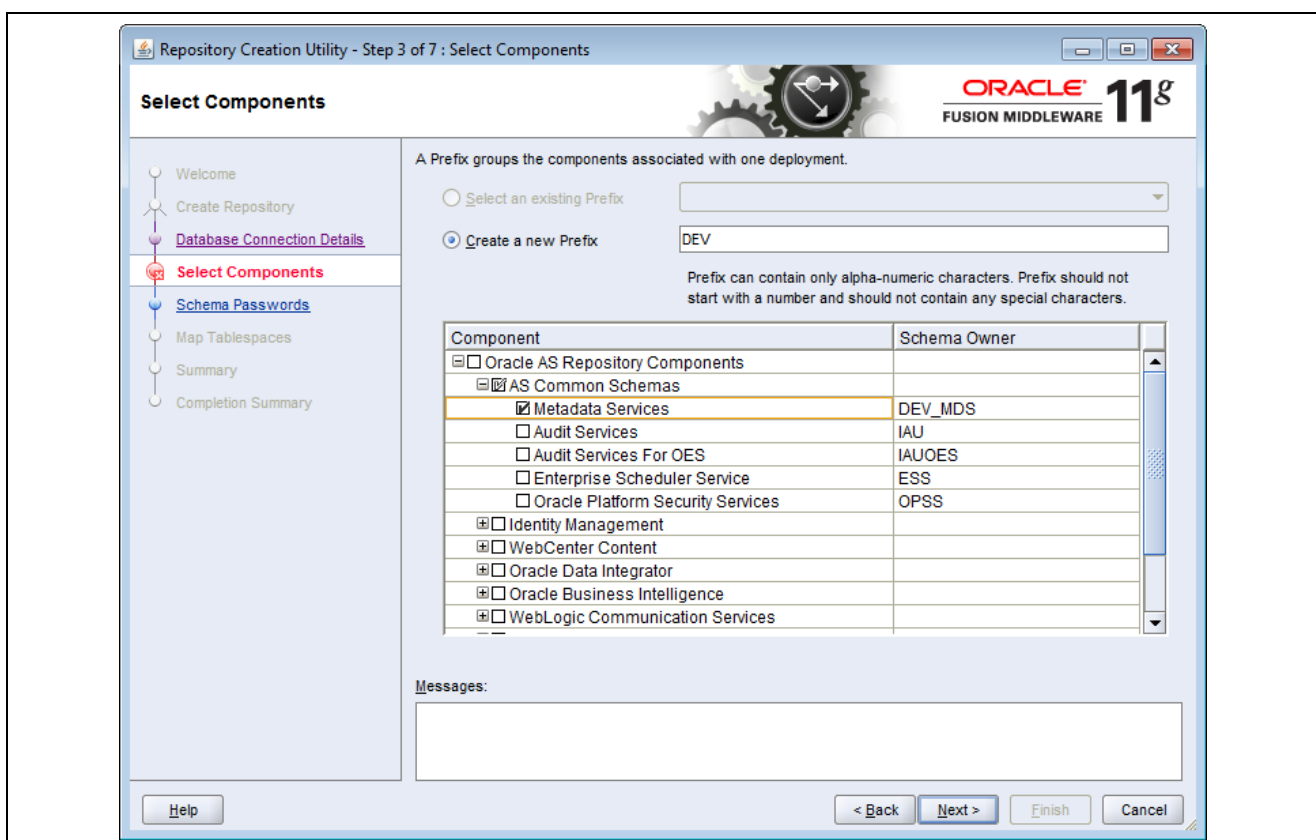 Repository Creation Utility - Step 3 of 7 : Select Components
Select Components
ORACLE
FUSION MIDDLEWARE 11g
Welcome
Create Repository
Database Connection Details
Select Components
Schema Passwords
Map Tablespaces
Summary
Completion Summary
A Prefix groups the components associated with one deployment.
Select an existing Prefix
Create a new Prefix DEV
Prefix can contain only alpha-numeric characters. Prefix should not
start with a number and should not contain any special characters.
Component Schema Owner
Oracle AS Repository Components
AS Common Schemas
Metadata Services DEV_MDS
Audit Services IAU
Audit Services For OES IAUOES
Enterprise Scheduler Service ESS
Oracle Platform Security Services OPSS
Identity Management
WebCenter Content
Oracle Data Integrator
Oracle Business Intelligence
WebLogic Communication Services
Messages:
Help < Back Next > Finish Cancel